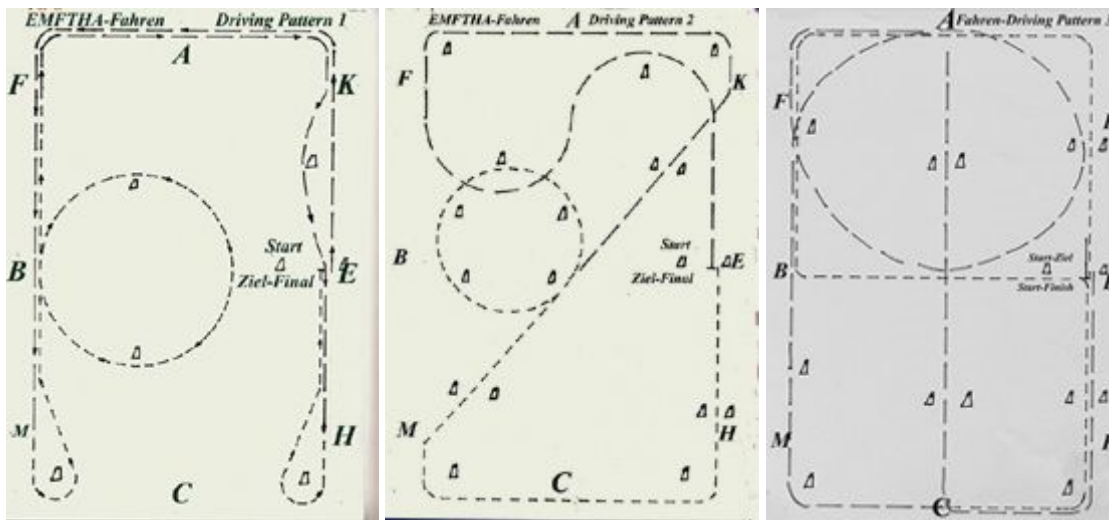 EMFTHA-Fahren Driving Pattern 1
A
F K
Start
B Ziel-Final E
M H
C
EMFTHA-Fahren A Driving Pattern 2
F K
B Start E
Ziel-Final
M H
C
A Fahren-Driving Pattern
F
Start-Ziel
B
Start-Finish
M
C